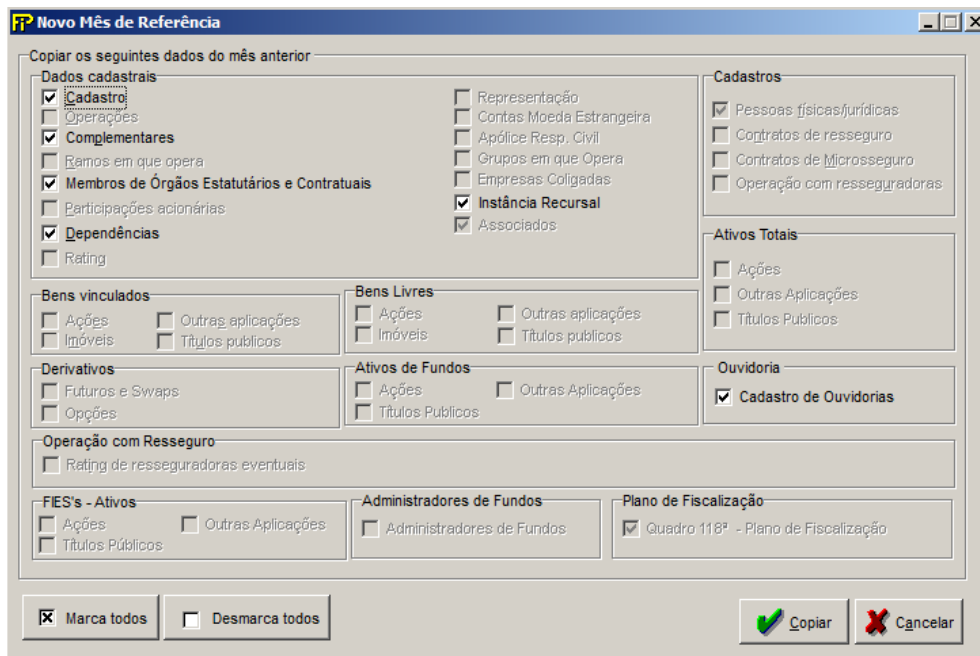 FIP Novo Mês de Referência
Copiar os seguintes dados do mês anterior
Dados cadastrais
Cadastro
Operações
Complementares
Ramos em que opera
Membros de Órgãos Estatutários e Contratuais
Participações acionárias
Dependências
Rating
Representação
Contas Moeda Estrangeira
Apólice Resp. Civil
Grupos em que Opera
Empresas Coligadas
Instância Recursal
Associados
Cadastros
Pessoas físicas/jurídicas
Contratos de resseguro
Contratos de Microsseguro
Operação com resseguradoras
Ativos Totais
Ações
Outras Aplicações
Títulos Publicos
Bens vinculados
Ações Outras aplicações
Imóveis Títulos publicos
Bens Livres
Ações Outras aplicações
Imóveis Títulos publicos
Derivativos
Futuros e Swaps
Opções
Ativos de Fundos
Ações Outras Aplicações
Títulos Publicos
Ouvidoria
Cadastro de Ouvidorias
Operação com Resseguro
Rating de resseguradoras eventuais
FIES's - Ativos
Ações Outras Aplicações
Títulos Públicos
Administradores de Fundos
Administradores de Fundos
Plano de Fiscalização
Quadro 118ª - Plano de Fiscalização
Marca todos Desmarca todos Copiar Cancelar